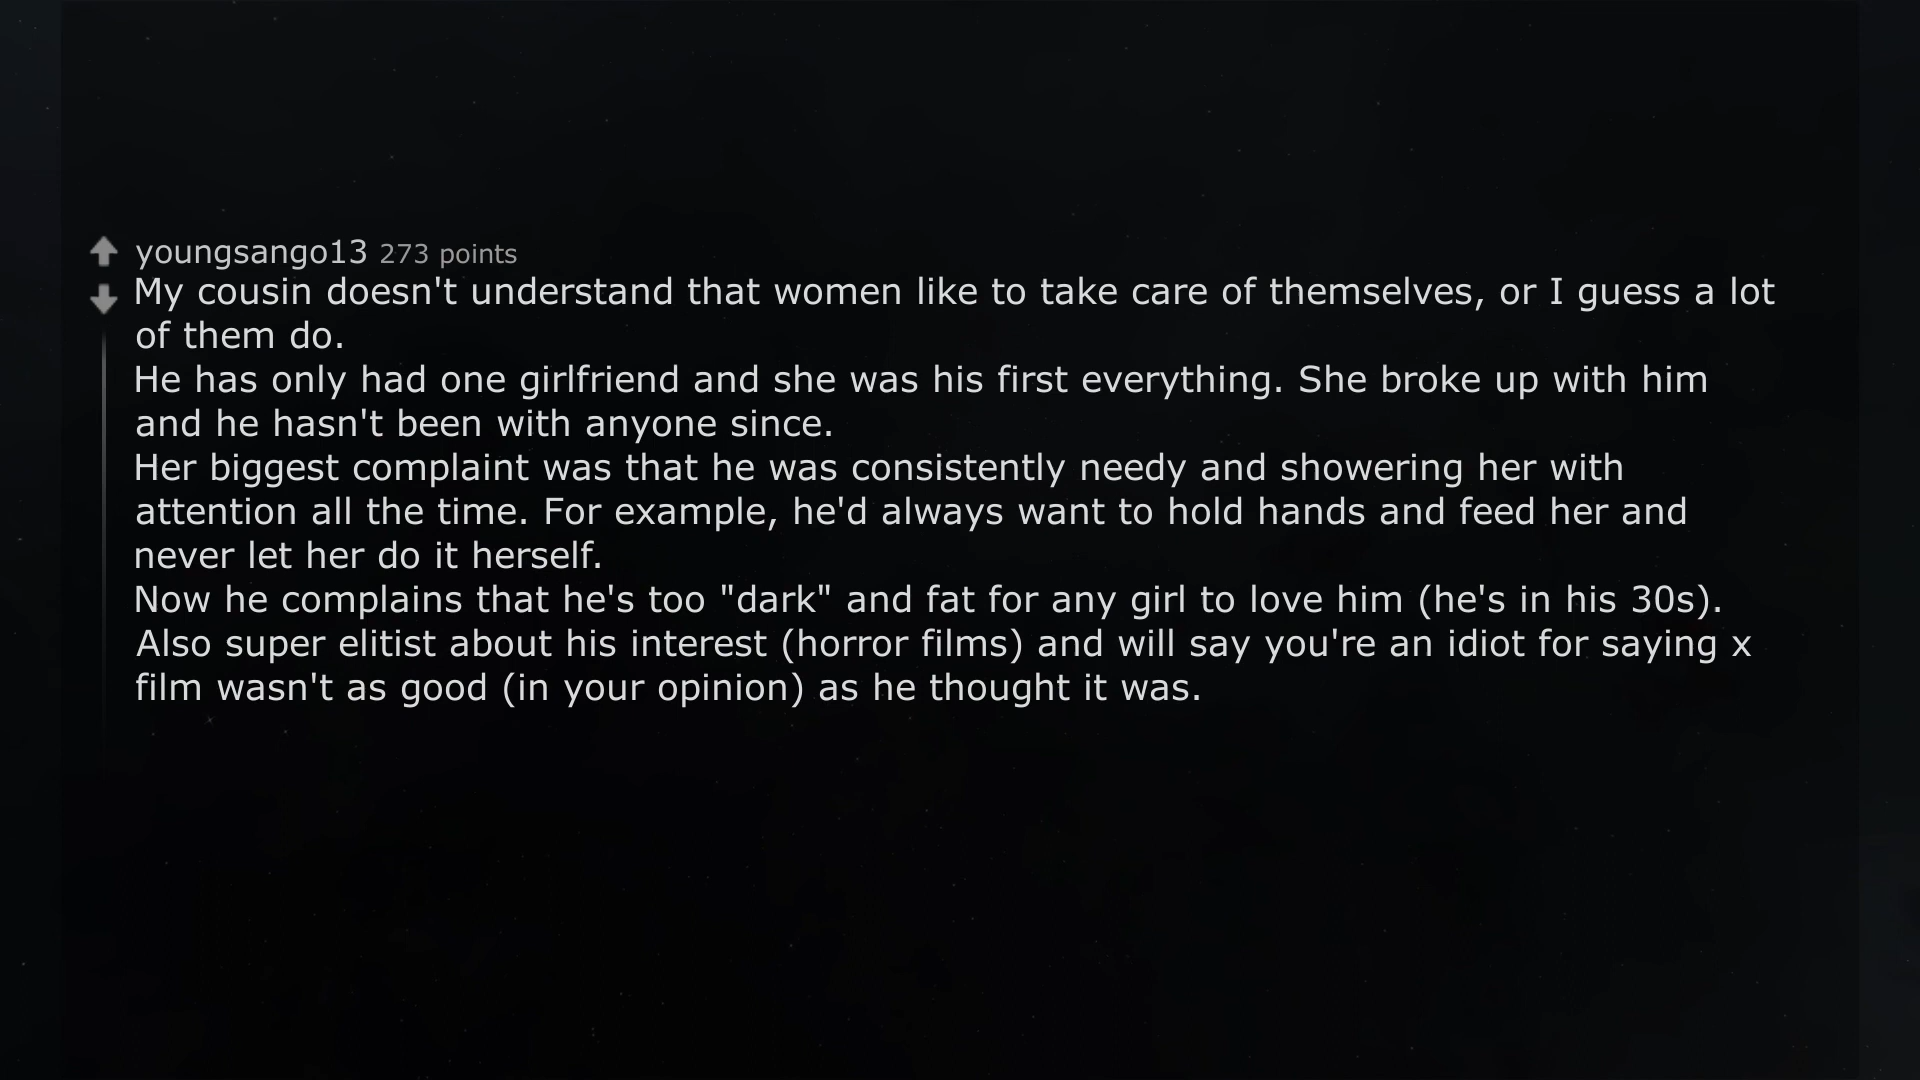 youngsango13 273 points
My cousin doesn't understand that women like to take care of themselves, or I guess a lot
of them do.
He has only had one girlfriend and she was his first everything. She broke up with him
and he hasn't been with anyone since.
Her biggest complaint was that he was consistently needy and showering her with
attention all the time. For example, he'd always want to hold hands and feed her and
never let her do it herself.
Now he complains that he's too "dark" and fat for any girl to love him (he's in his 30s).
Also super elitist about his interest (horror films) and will say you're an idiot for saying x
film wasn't as good (in your opinion) as he thought it was.